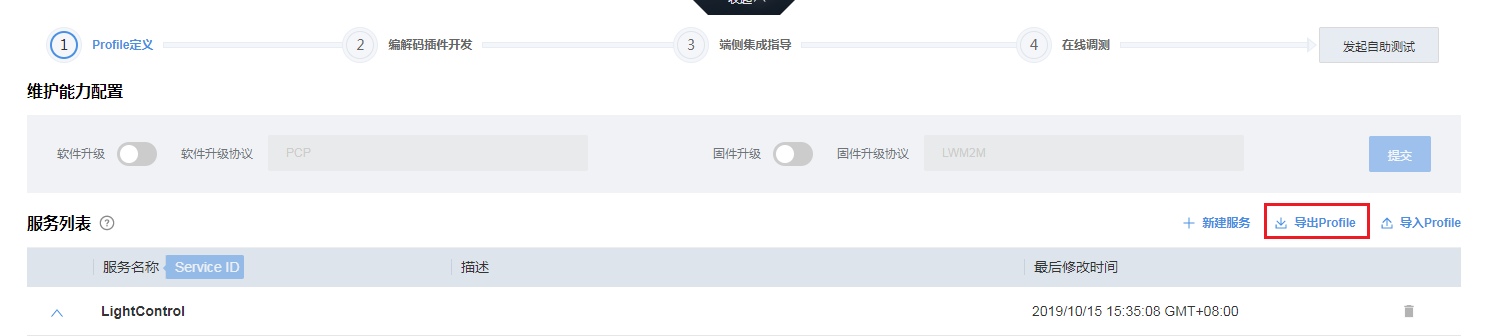 收起
1 Profile定义 2 编解码插件开发 3 端侧集成指导 4 在线调测 发起自助测试
维护能力配置
软件升级 软件升级协议 PCP 固件升级 固件升级协议 LWM2M 提交
服务列表 ? 新建服务 导出Profile 导入Profile
服务名称 Service ID 描述 最后修改时间
LightControl 2019/10/15 15:35:08 GMT+08:00